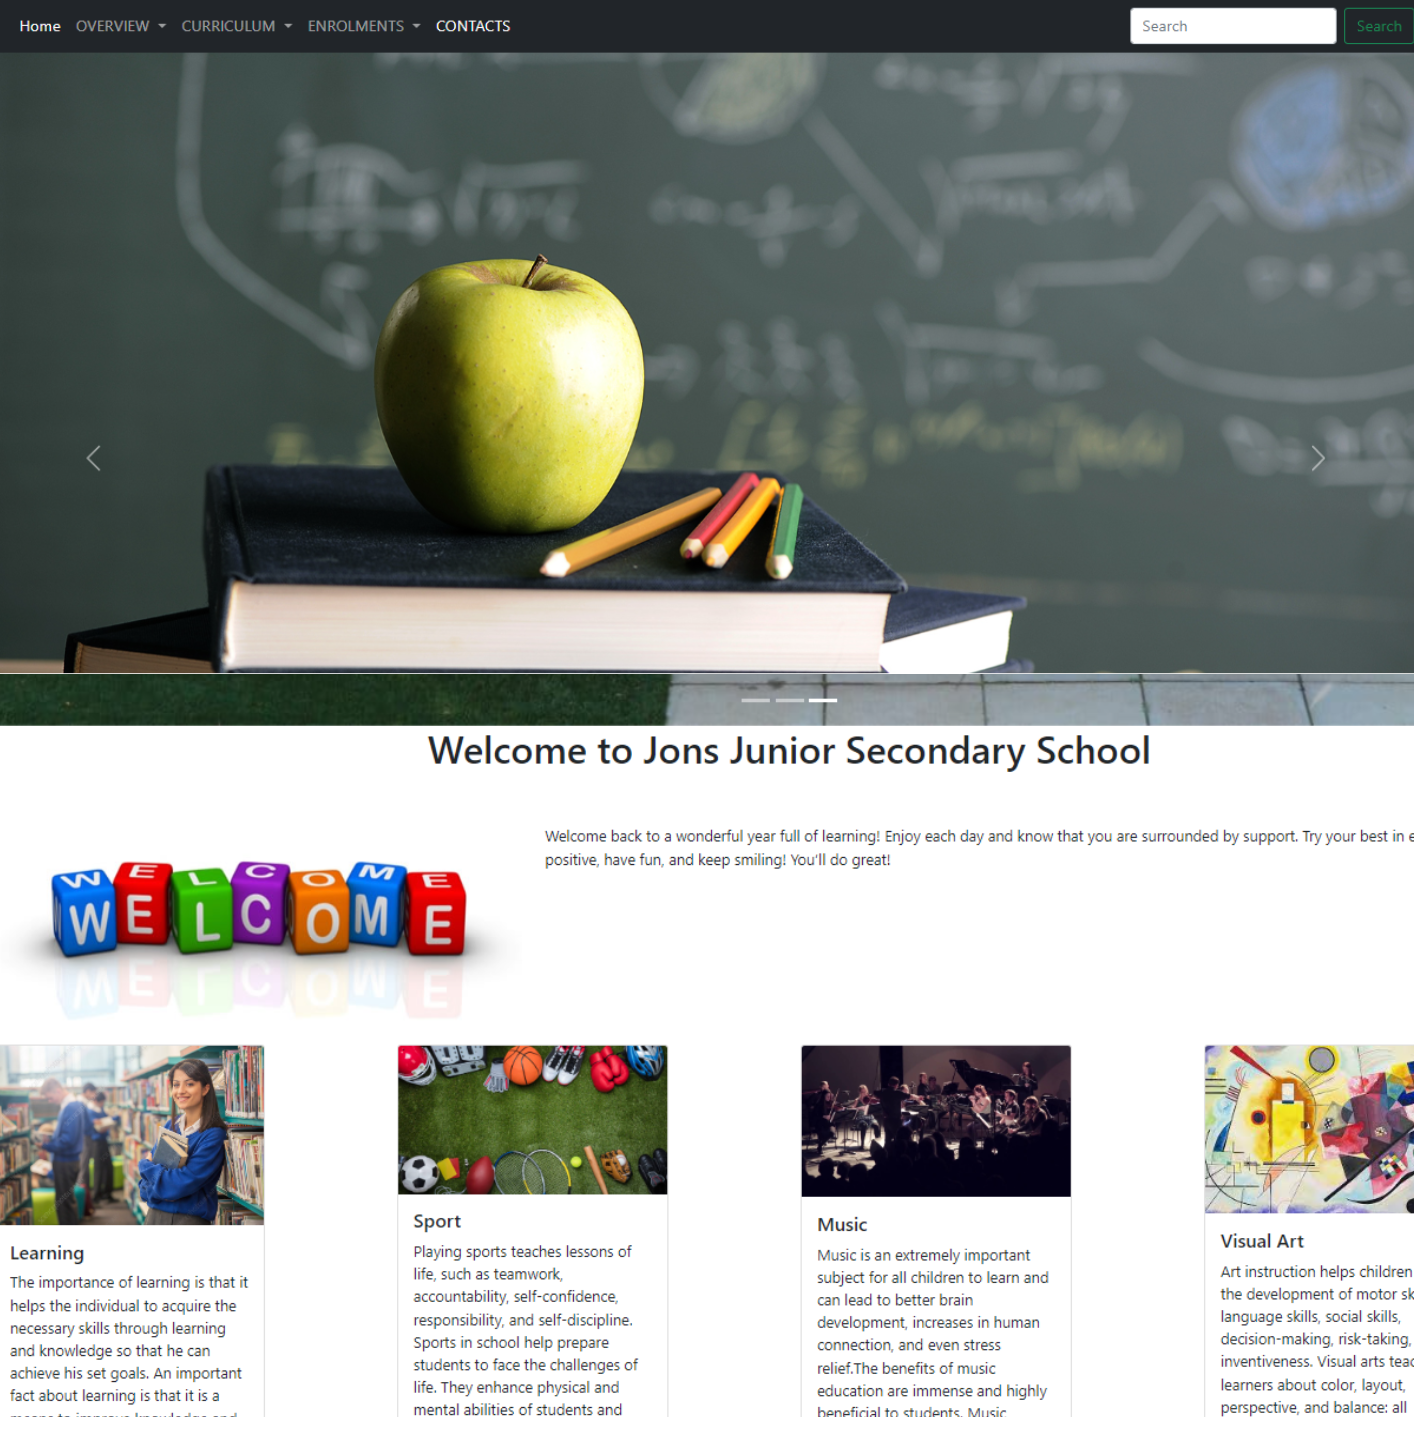 Home OVERVIEW CURRICULUM ENROLMENTS CONTACTS Search Search
Welcome to Jons Junior Secondary School
Welcome back to a wonderful year full of learning! Enjoy each day and know that you are surrounded by support. Try your best in
positive, have fun, and keep smiling! You'll do great!
WELCOME
WELCOME
Learning
The importance of learning is that it
helps the individual to acquire the
necessary skills through learning
and knowledge so that he can
achieve his set goals. An important
fact about learning is that it is a
means to improve knowledge and
Sport
Playing sports teaches lessons of
life, such as teamwork,
accountability, self-confidence,
responsibility, and self-discipline.
Sports in school help prepare
students to face the challenges of
life. They enhance physical and
mental abilities of students and
Music
Music is an extremely important
subject for all children to learn and
can lead to better brain
development, increases in human
connection, and even stress
relief.The benefits of music
education are immense and highly
beneficial to students. Music
Visual Art
Art instruction helps children
the development of motor
language skills, social skills,
decision-making, risk-taking,
inventiveness. Visual arts
learners about color, layout,
perspective, and balance: all